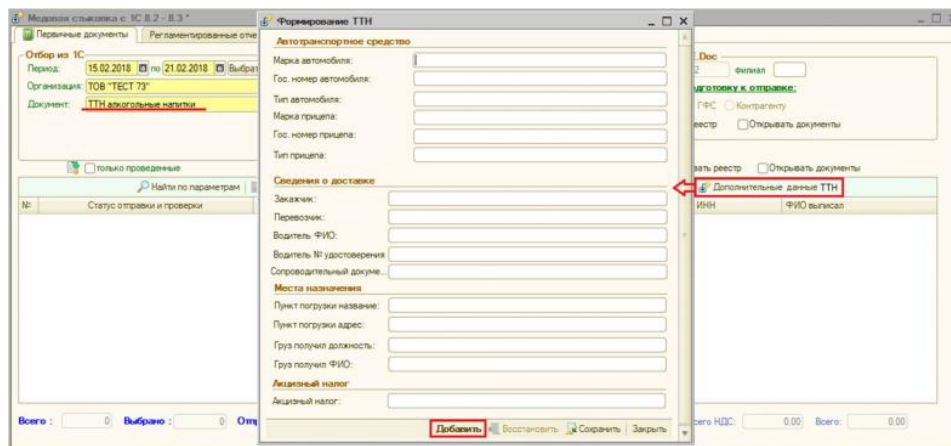 Медовая стыковка с 1С 8.2 - 8.3 *
Первичные документы
Регламентированные отче
Отбор из 1С
Период: 15.02.2018 по 21.02.2018 Выбрат
Организация: ТОВ "ТЕСТ 73"
Документ: ТТН алкогольные напитки
только проведенные
Найти по параметрам
№ Статус отправки и проверки
Всего : 0 Выбрано : 0 Отп
Формирование ТТН
Автотранспортное средство
Марка автомобиля:
Гос. номер автомобиля:
Тип автомобиля:
Марка прицепа:
Гос. номер прицепа:
Тип прицепа:
Сведения о доставке
Заказчик:
Перевозчик:
Водитель ФИО:
Водитель № удостоверения
Сопроводительный докуме...
Места назначения
Пункт погрузки название:
Пункт погрузки адрес:
Груз получил должность:
Груз получил ФИО:
Акцизный налог
Акцизный налог:
Добавить Восстановить Сохранить Закрыть
.Doc
2 Филиал
дготовку к отправке:
ГФС Контрагенту
еестр Открывать документы
вать реестр Открывать документы
Дополнительные данные ТТН
ИНН ФИО выписал
сего НДС: 0.00 Всего: 0.00